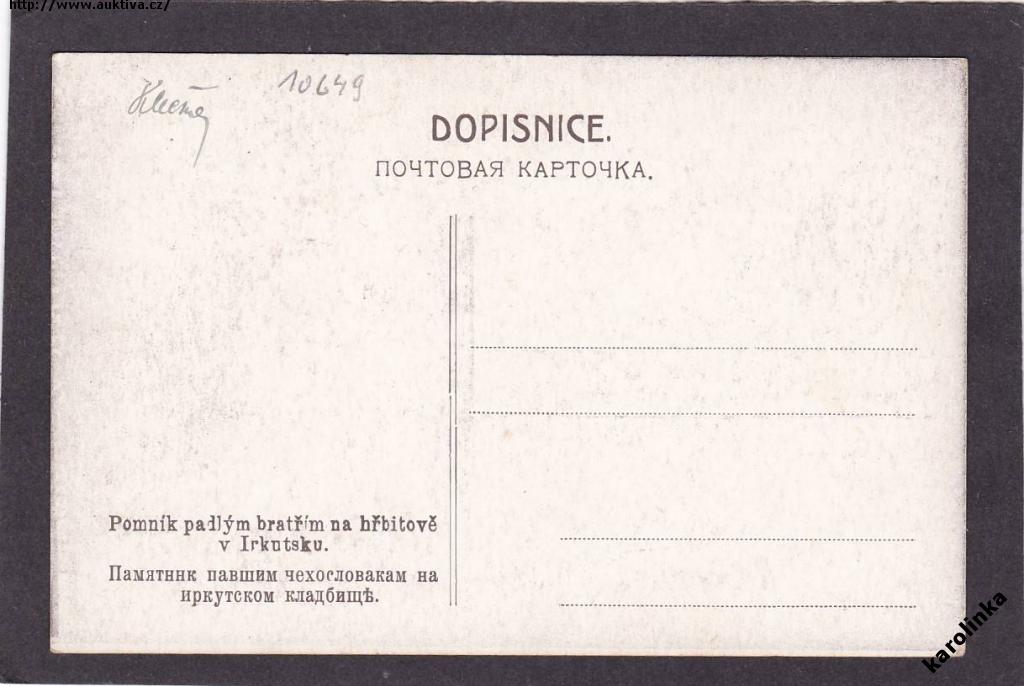 http://www.auktiva.cz/
10649
DOPISNICE.
ПОЧТОВАЯ КАРТОЧКА.
Pomník padlým bratřím na hřbitově
v Irkutsku.
Памятник павшим чехословакам на
иркутском кладбищѣ.
karolinka